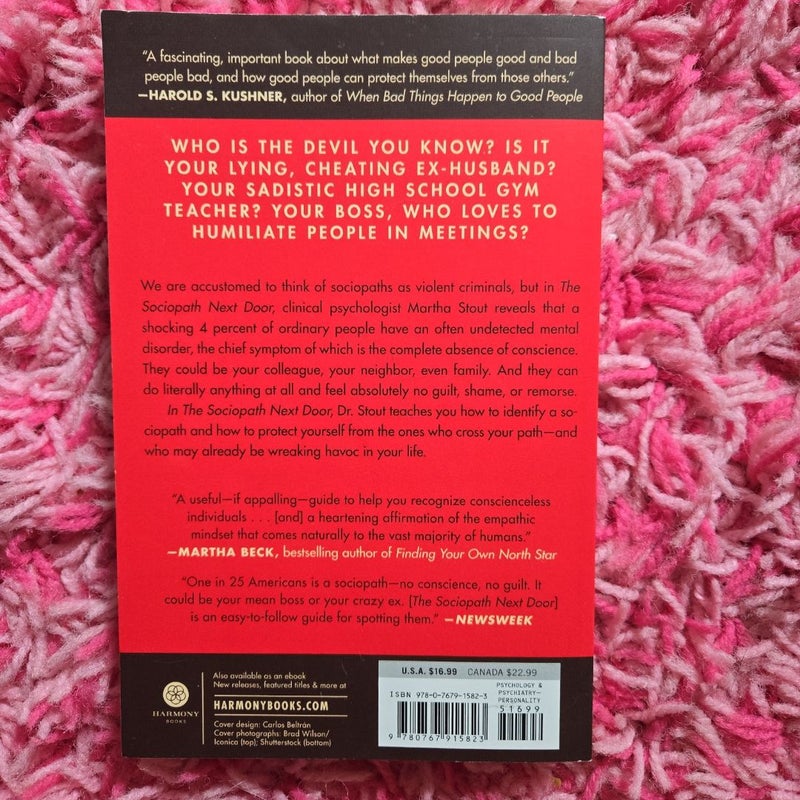 “A fascinating, important book about what makes good people good and bad
people bad, and how good people can protect themselves from those others.”
—HAROLD S. KUSHNER, author of When Bad Things Happen to Good People
WHO IS THE DEVIL YOU KNOW? IS IT
YOUR LYING, CHEATING EX-HUSBAND?
YOUR SADISTIC HIGH SCHOOL GYM
TEACHER? YOUR BOSS, WHO LOVES TO
HUMILIATE PEOPLE IN MEETINGS?
We are accustomed to think of sociopaths as violent criminals, but in The
Sociopath Next Door, clinical psychologist Martha Stout reveals that a
shocking 4 percent of ordinary people have an often undetected mental
disorder, the chief symptom of which is the complete absence of conscience.
They could be your colleague, your neighbor, even family. And they can
do literally anything at all and feel absolutely no guilt, shame, or remorse.
In The Sociopath Next Door, Dr. Stout teaches you how to identify a so-
ciopath and how to protect yourself from the ones who cross your path—and
who may already be wreaking havoc in your life.
“A useful—if appalling—guide to help you recognize conscienceless
individuals . . . [and] a heartening affirmation of the empathic
mindset that comes naturally to the vast majority of humans.”
—MARTHA BECK, bestselling author of Finding Your Own North Star
“One in 25 Americans is a sociopath—no conscience, no guilt. It
could be your mean boss or your crazy ex. [The Sociopath Next Door]
is an easy-to-follow guide for spotting them.” —NEWSWEEK
HARMONY
BOOKS
Also available as an ebook
New releases, featured titles & more at
HARMONYBOOKS.COM
Cover design: Carlos Beltrán
Cover photographs: Brad Wilson/
Iconica (top); Shutterstock (bottom)
U.S.A. $16.99 CANADA $22.99
ISBN 978-0-7679-1582-3
9 780767 915823
PSYCHOLOGY &
PSYCHIATRY—
PERSONALITY
51699